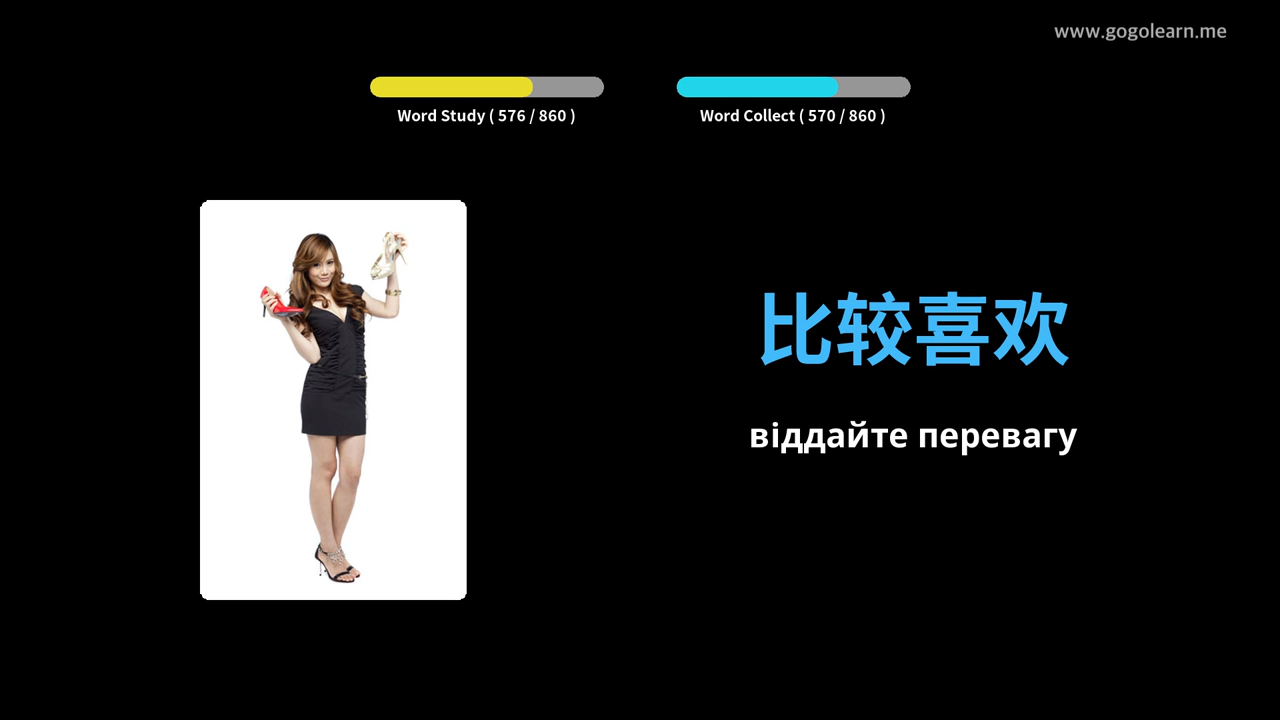 www.gogolearn.me
Word Study ( 576 / 860 )
Word Collect ( 570 / 860 )
比较喜欢
віддайте перевагу